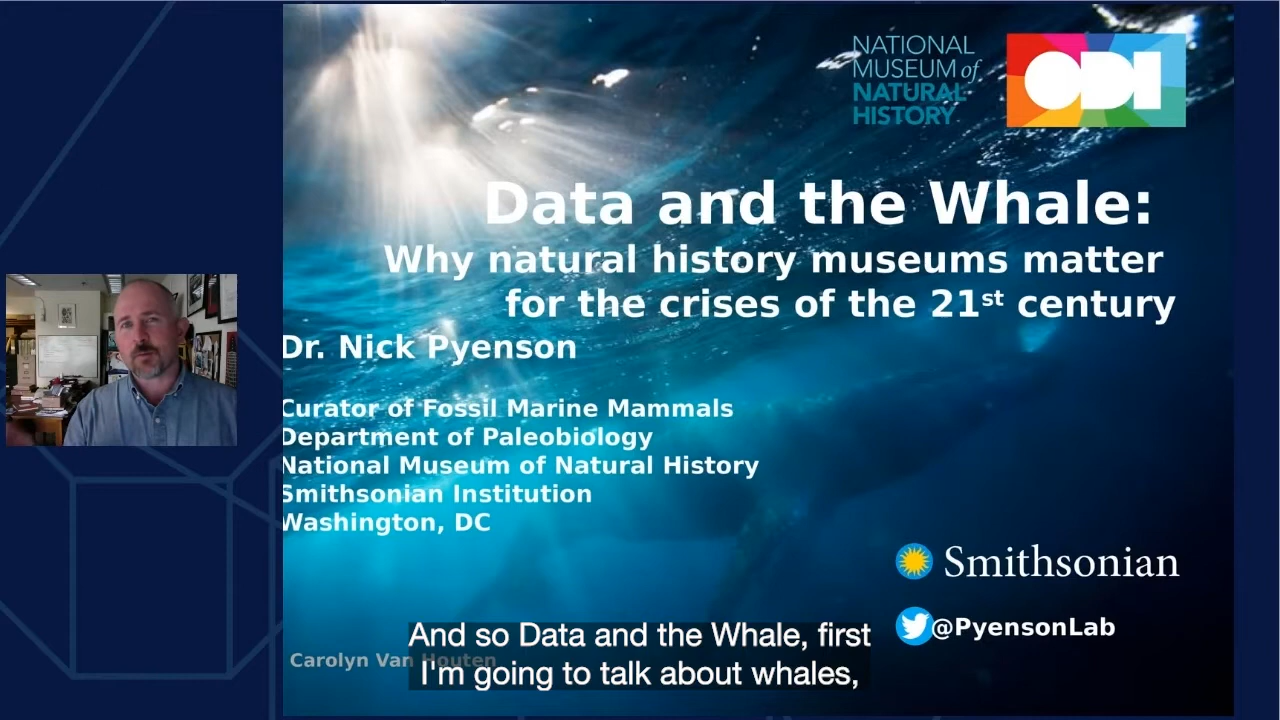 NATIONAL
MUSEUM of
NATURAL
HISTORY
ODI
Data and the Whale:
Why natural history museums matter
for the crises of the 21st century
Dr. Nick Pyenson
Curator of Fossil Marine Mammals
Department of Paleobiology
National Museum of Natural History
Smithsonian Institution
Washington, DC
Smithsonian
@PyensonLab
Carolyn Van Houten
And so Data and the Whale, first
I'm going to talk about whales,